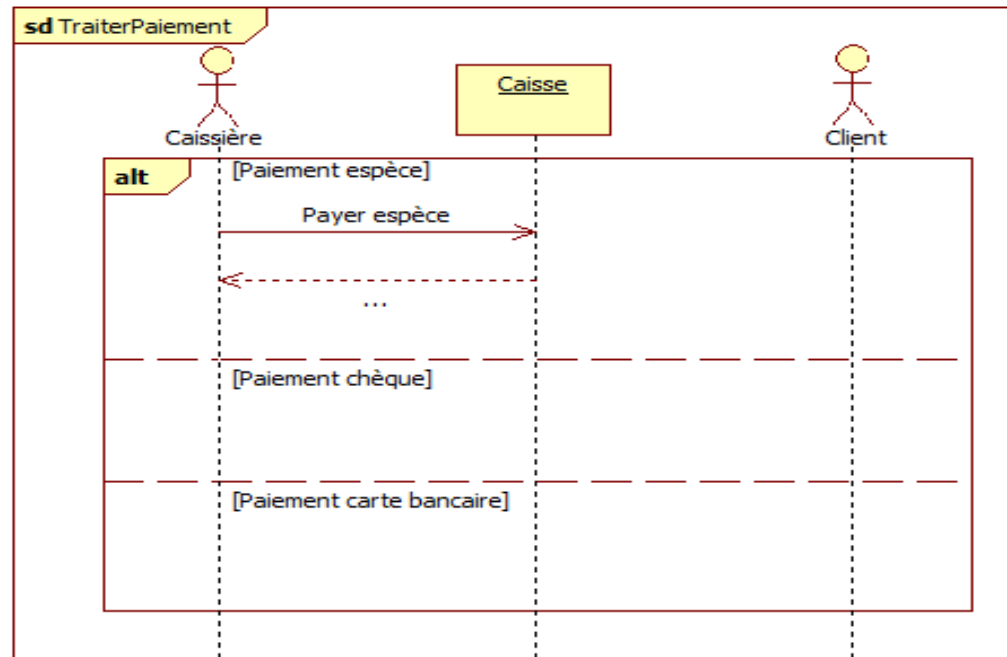 sd TraiterPaiement
Caissière
Caisse
Client
alt
[Paiement espèce]
Payer espèce
...
[Paiement chèque]
[Paiement carte bancaire]